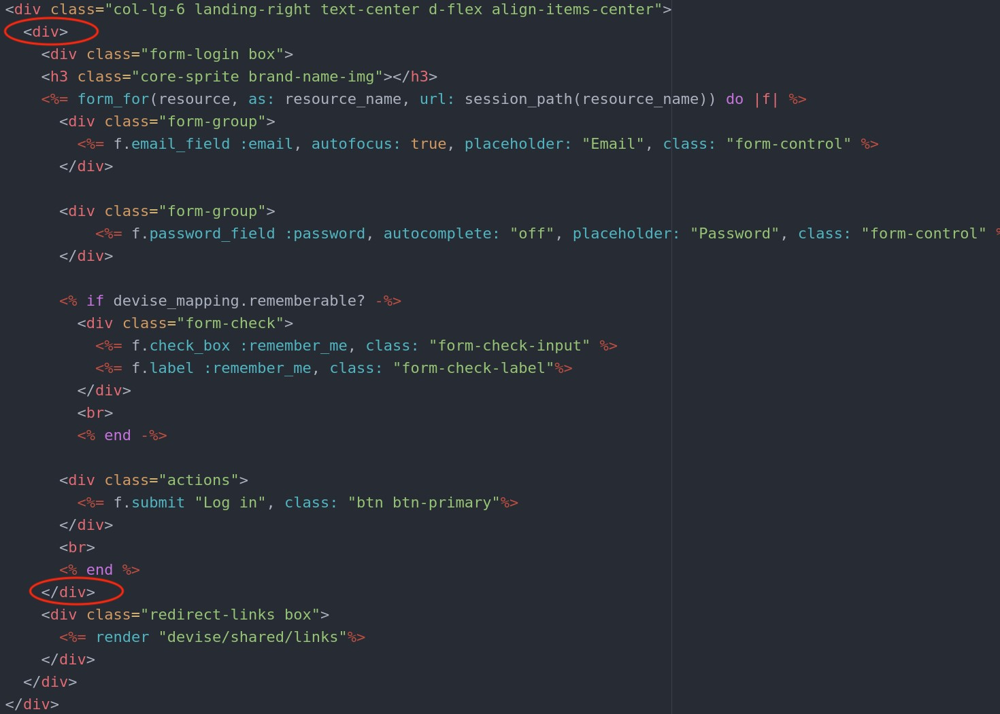 <div class="col-lg-6 landing-right text-center d-flex align-items-center">
<div>
<div class="form-login box">
<h3 class="core-sprite brand-name-img"></h3>
<%= form_for(resource, as: resource_name, url: session_path(resource_name)) do |f| %>
<div class="form-group">
<%= f.email_field :email, autofocus: true, placeholder: "Email", class: "form-control" %>
</div>
<div class="form-group">
<%= f.password_field :password, autocomplete: "off", placeholder: "Password", class: "form-control" %
</div>
<% if devise_mapping.rememberable? -%>
<div class="form-check">
<%= f.check_box :remember_me, class: "form-check-input" %>
<%= f.label :remember_me, class: "form-check-label"%>
</div>
<br>
<% end -%>
<div class="actions">
<%= f.submit "Log in", class: "btn btn-primary"%>
</div>
<br>
<% end %>
</div>
<div class="redirect-links box">
<%= render "devise/shared/links"%>
</div>
</div>
</div>